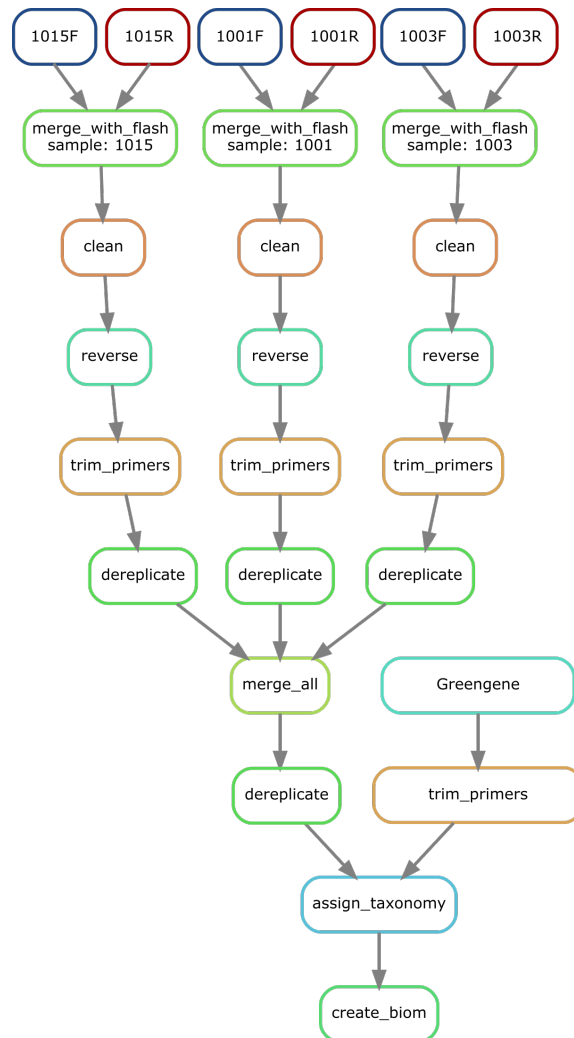 1015F
1015R
1001F
1001R
1003F
1003R
merge_with_flash
sample: 1015
merge_with_flash
sample: 1001
merge_with_flash
sample: 1003
clean
clean
clean
reverse
reverse
reverse
trim_primers
trim_primers
trim_primers
dereplicate
dereplicate
dereplicate
merge_all
Greengene
dereplicate
trim_primers
assign_taxonomy
create_biom